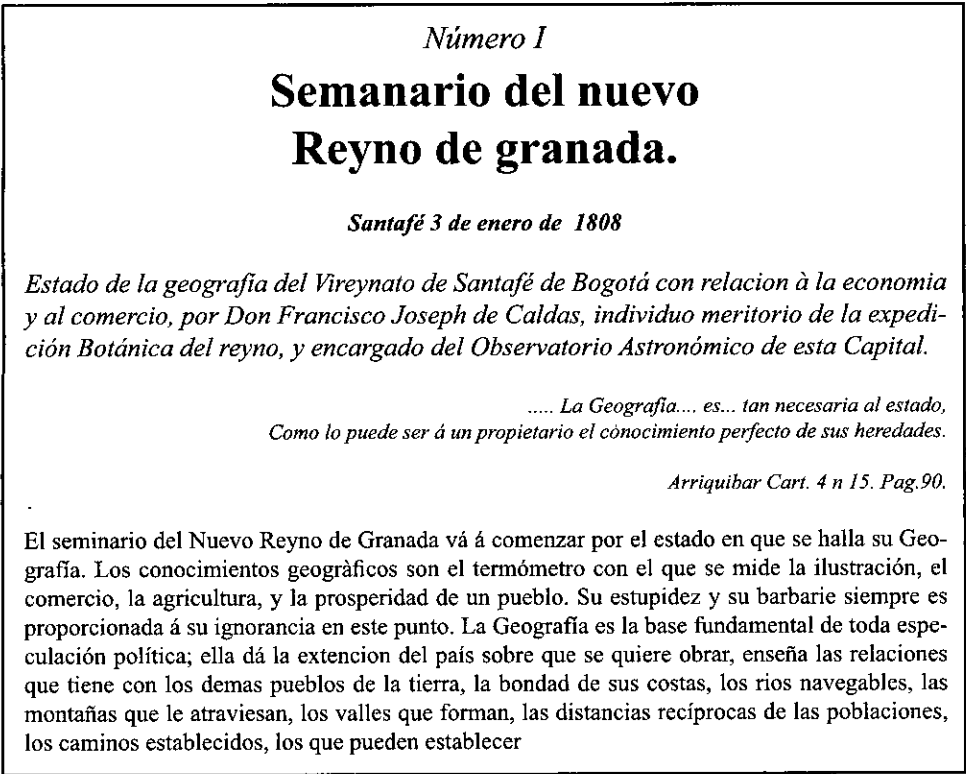 Número I
Semanario del nuevo
Reyno de granada.
Santafé 3 de enero de 1808
Estado de la geografía del Vireynato de Santafé de Bogotá con relacion à la economia
y al comercio, por Don Francisco Joseph de Caldas, individuo meritorio de la expedi-
ción Botánica del reyno, y encargado del Observatorio Astronómico de esta Capital.
..... La Geografía.... es... tan necesaria al estado,
Como lo puede ser á un propietario el cònocimiento perfecto de sus heredades.
Arriquibar Cart. 4 n 15. Pag.90.
El seminario del Nuevo Reyno de Granada vá á comenzar por el estado en que se halla su Geo-
grafía. Los conocimientos geogràficos son el termómetro con el que se mide la ilustración, el
comercio, la agricultura, y la prosperidad de un pueblo. Su estupidez y su barbarie siempre es
proporcionada á su ignorancia en este punto. La Geografía es la base fundamental de toda espe-
culación política; ella dá la extencion del país sobre que se quiere obrar, enseña las relaciones
que tiene con los demas pueblos de la tierra, la bondad de sus costas, los rios navegables, las
montañas que le atraviesan, los valles que forman, las distancias recíprocas de las poblaciones,
los caminos establecidos, los que pueden establecer